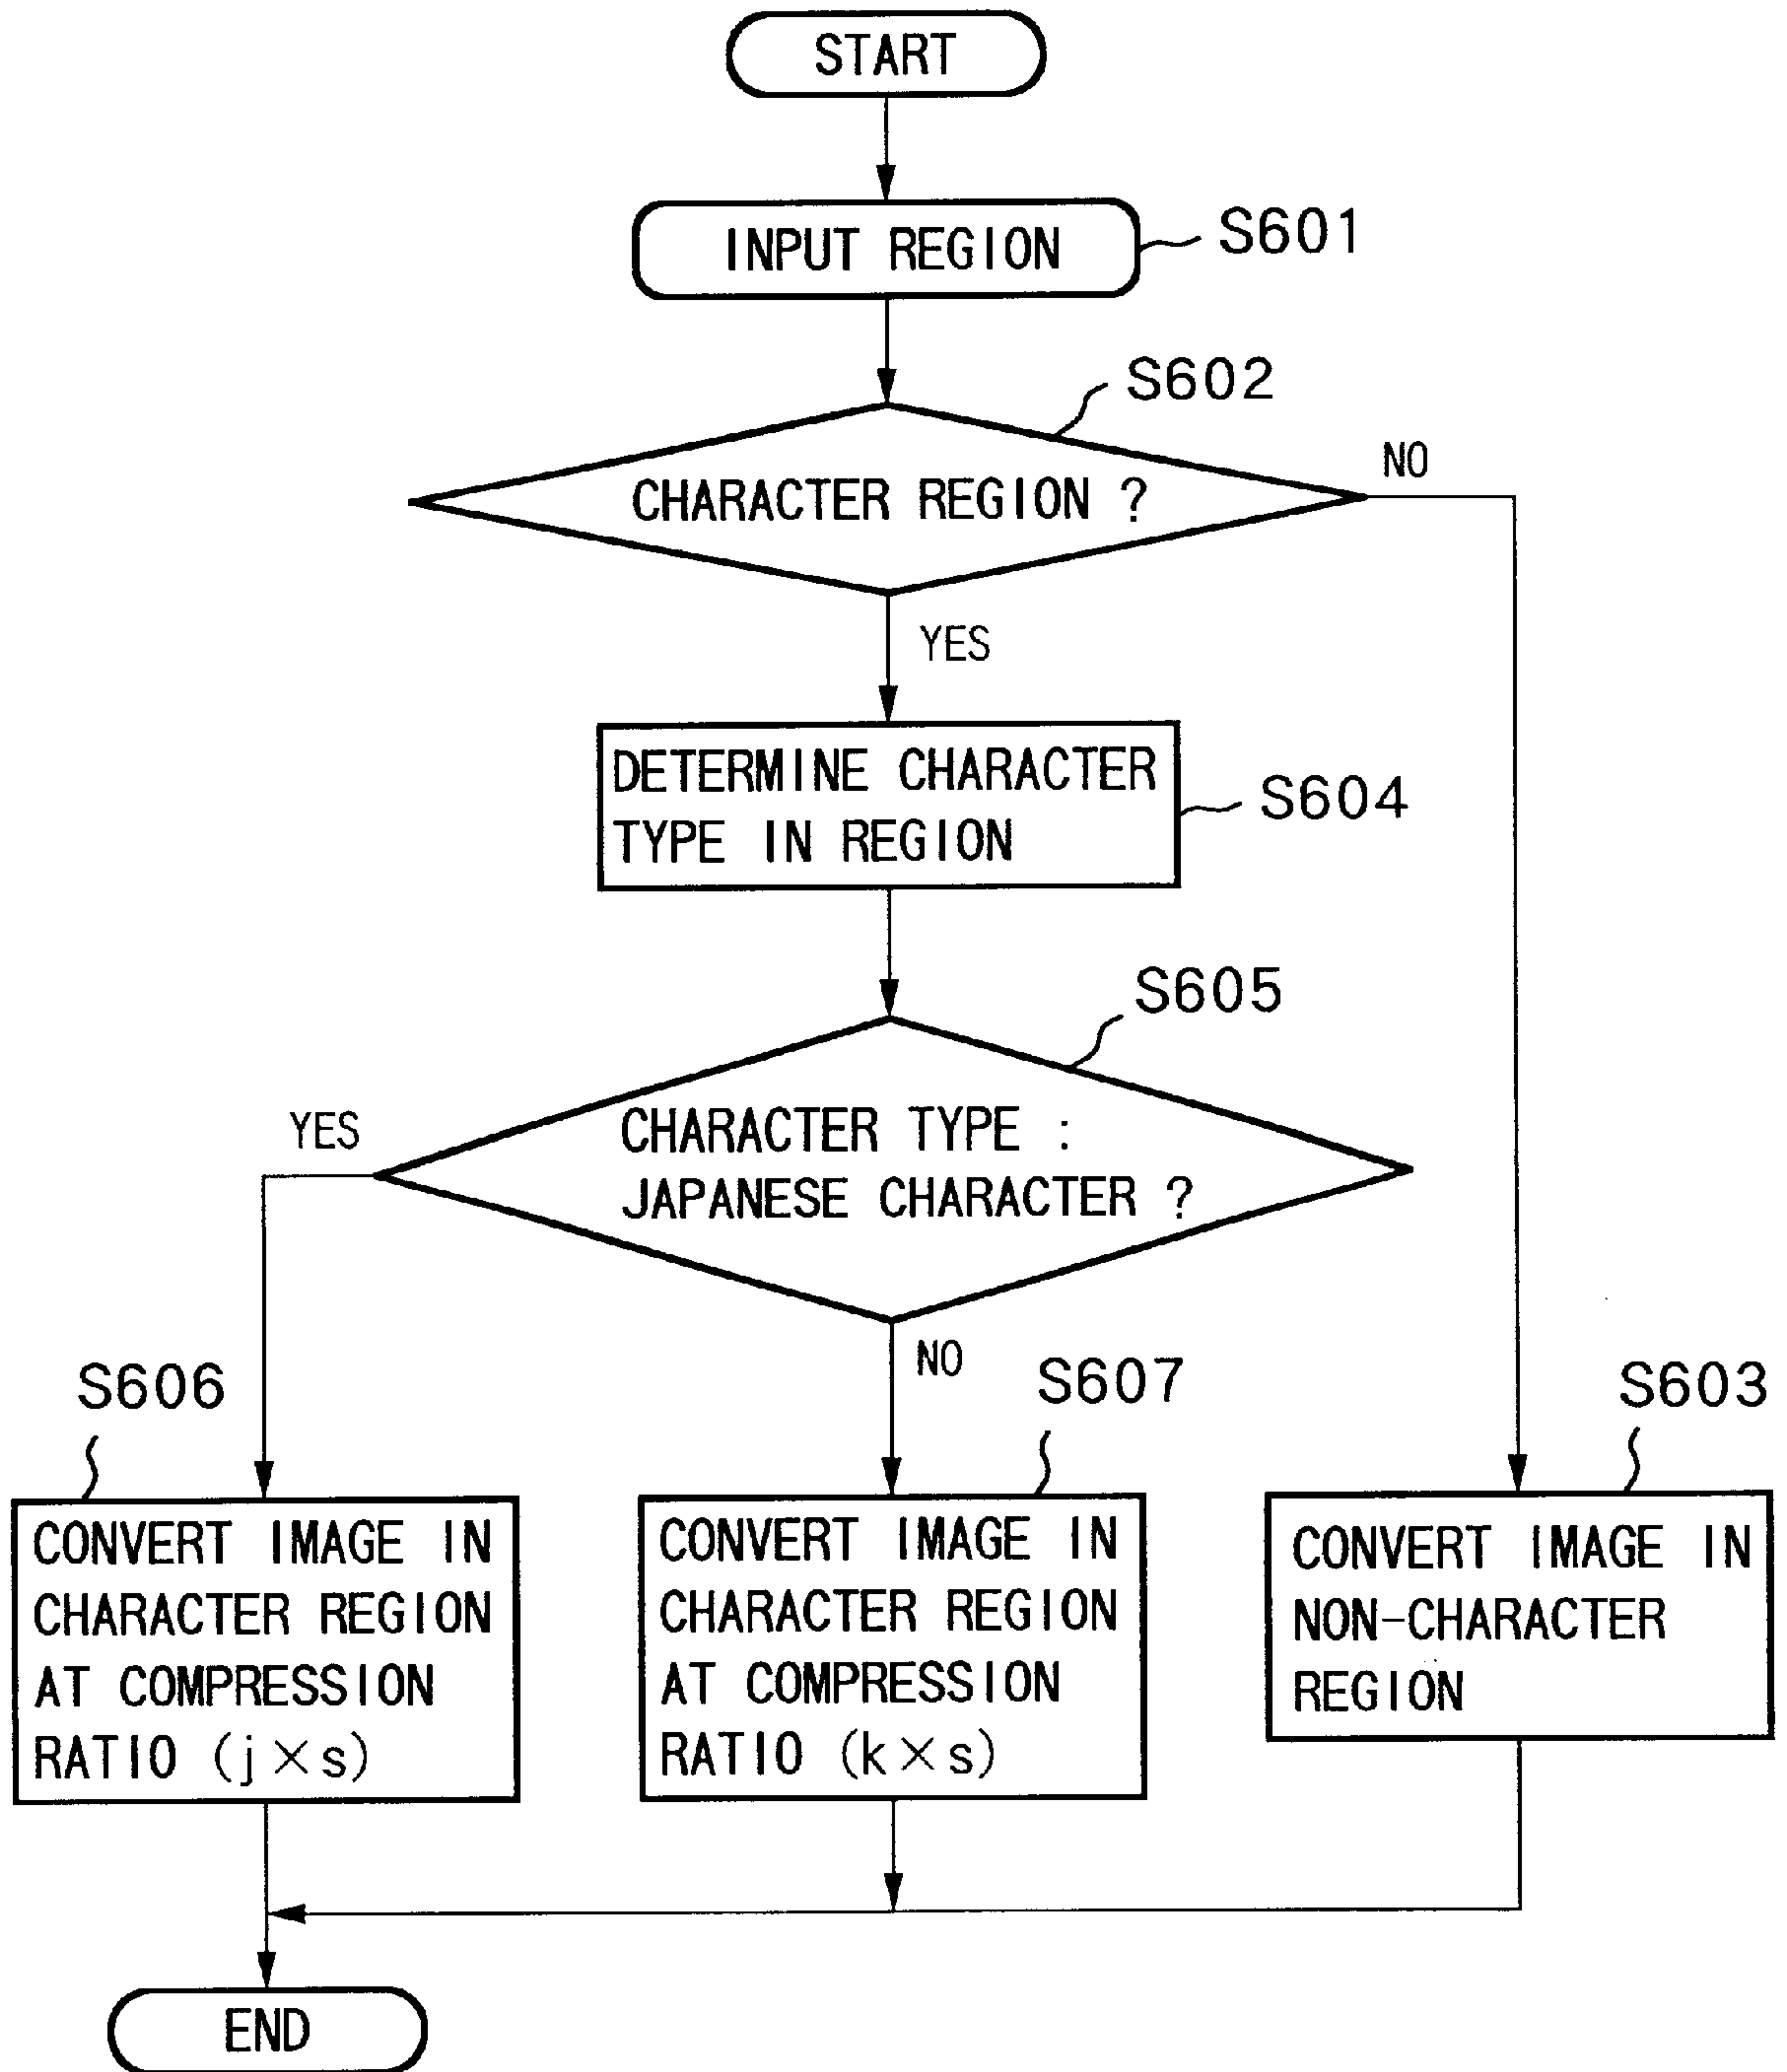 START
INPUT REGION
S601
S602
CHARACTER REGION ?
NO
YES
DETERMINE CHARACTER
TYPE IN REGION
S604
S605
YES
CHARACTER TYPE :
JAPANESE CHARACTER ?
NO
S606
CONVERT IMAGE IN
CHARACTER REGION
AT COMPRESSION
RATIO (j×s)
S607
CONVERT IMAGE IN
CHARACTER REGION
AT COMPRESSION
RATIO (k×s)
S603
CONVERT IMAGE IN
NON-CHARACTER
REGION
END